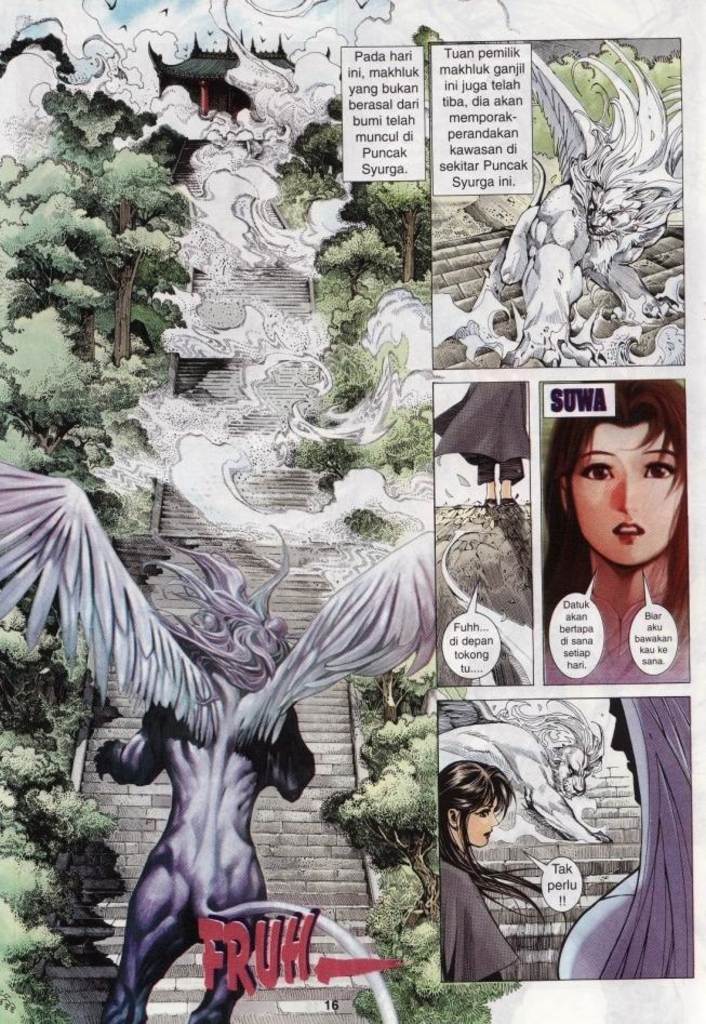 Pada hari
ini, makhluk
yang bukan
berasal dari
bumi telah
muncul di
Puncak
Syurga.
Tuan pemilik
makhluk ganjil
ini juga telah
tiba, dia akan
memporak-
perandakan
kawasan di
sekitar Puncak
Syurga ini.
SUWA
Fuhh...
di depan
tokong
tu....
Datuk
akan
bertapa
di sana
setiap
hari.
Biar
aku
bawakan
kau ke
sana.
Tak
perlu
!!
FRUH
16